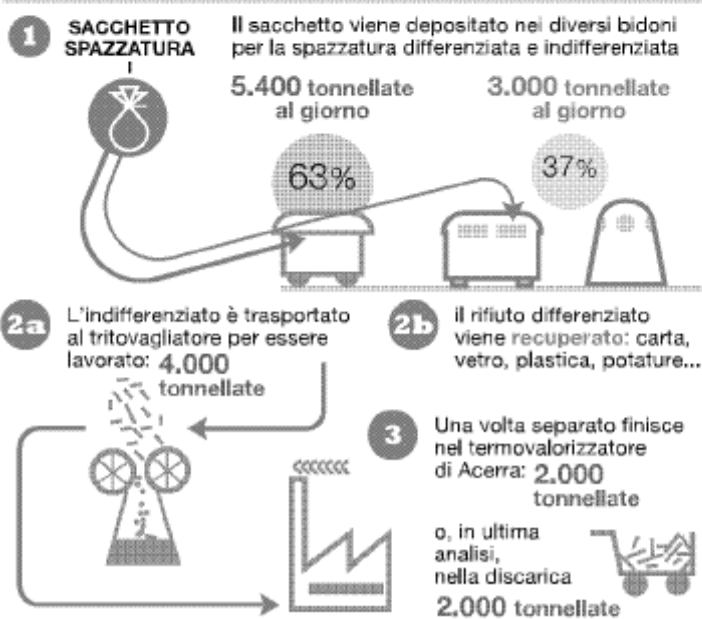 1
SACCHETTO
SPAZZATURA
Il sacchetto viene depositato nei diversi bidoni
per la spazzatura differenziata e indifferenziata
5.400 tonnellate
al giorno
3.000 tonnellate
al giorno
63%
37%
2a
L'indifferenziato è trasportato
al tritovagliatore per essere
lavorato: 4.000
tonnellate
2b
il rifiuto differenziato
viene recuperato: carta,
vetro, plastica, potature...
3
Una volta separato finisce
nel termovalorizzatore
di Acerra: 2.000
tonnellate
o, in ultima
analisi,
nella discarica
2.000 tonnellate